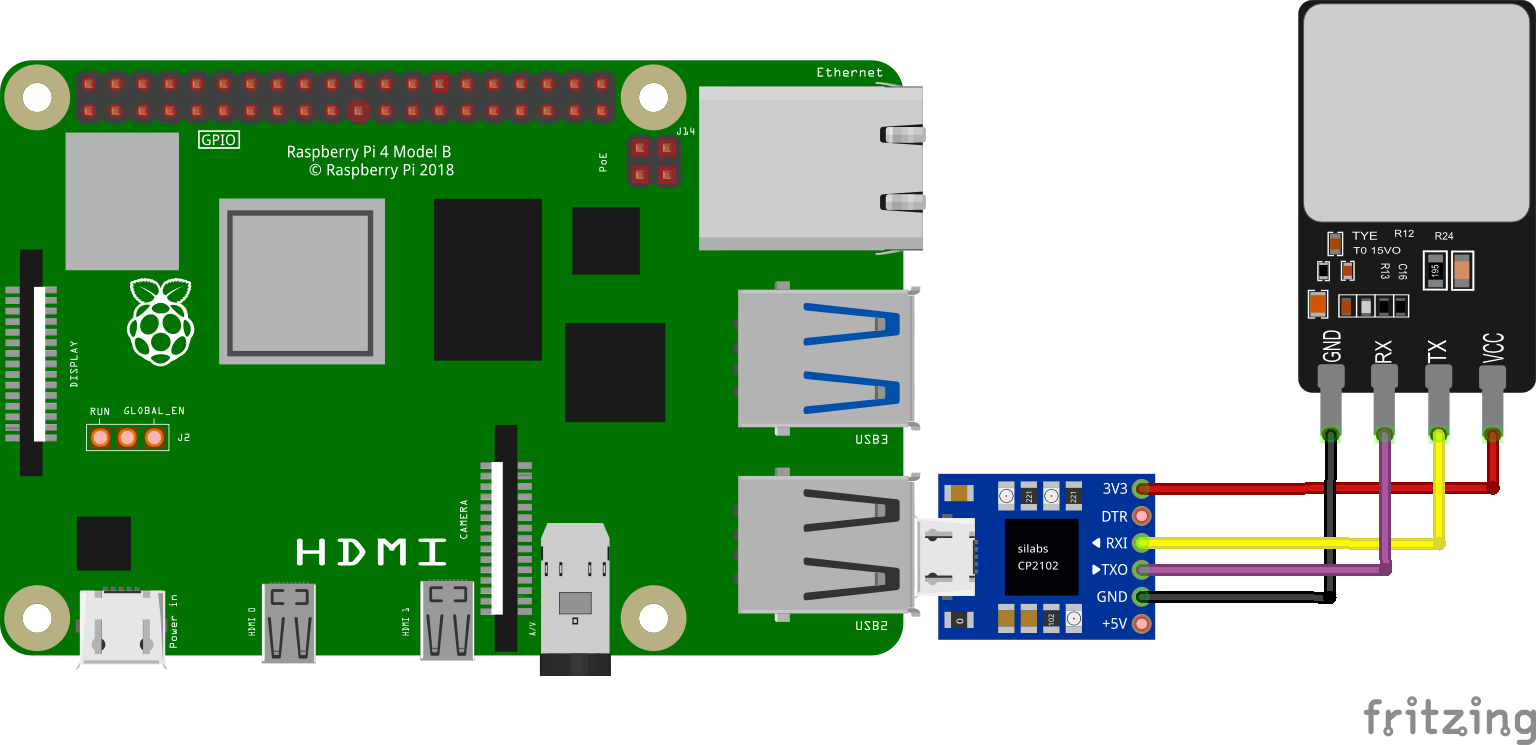 Ethernet
J14
GPIO
Raspberry Pi 4 Model B
© Raspberry Pi 2018
PoE
DISPLAY
RUN
GLOBAL_EN
J2
USB3
CAMERA
HDMI
Power in
HDMI 0
HDMI 1
A/V
USB2
221
221
silabs
CP2102
0
102
3V3
DTR
RXI
TXO
GND
+5V
TYE
R12
R24
T0 15VO
R13
C16
195
GND
RX
TX
VCC
fritzing